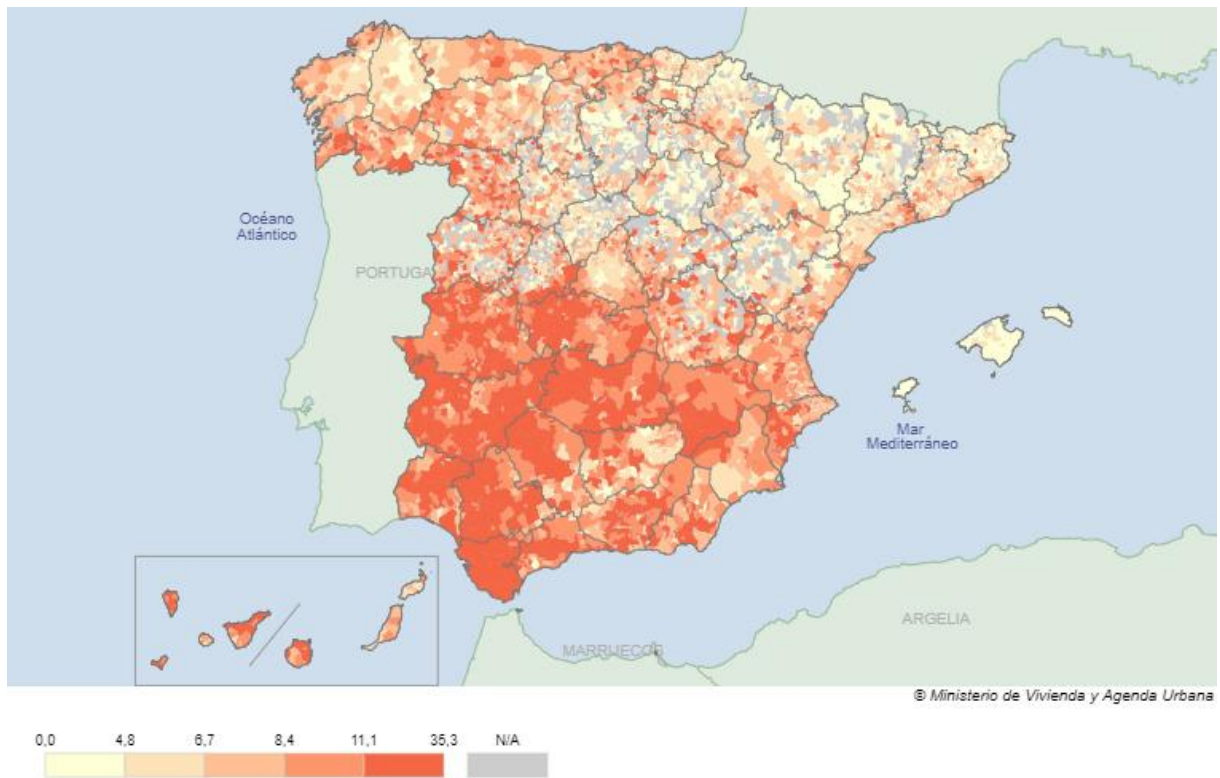 Océano
Atlántico
PORTUGA
Mar
Mediterráneo
ARGELIA
MARRUECOS
© Ministerio de Vivienda y Agenda Urbana
0,0 4,8 6,7 8,4 11,1 35,3 N/A